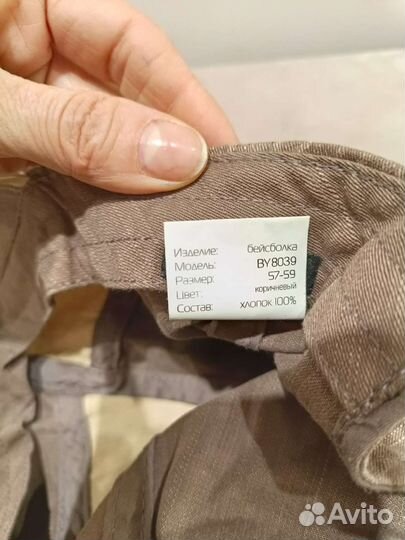 Изделие: бейсболка
Модель: BY8039
Размер: 57-59
Цвет: коричневый
Состав: хлопок 100%
Avito